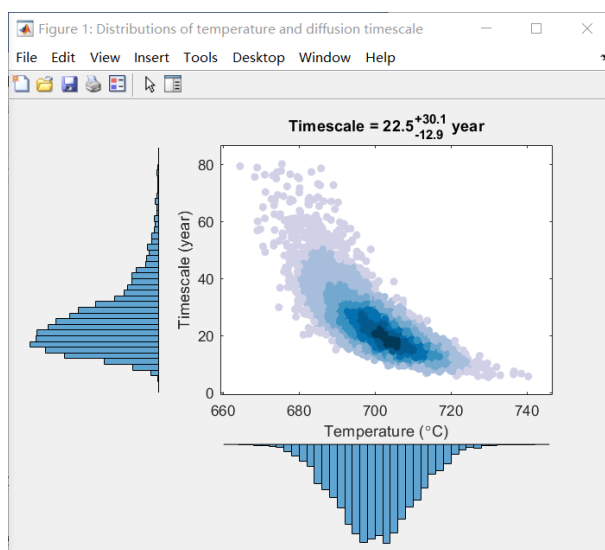 Figure 1: Distributions of temperature and diffusion timescale
File Edit View Insert Tools Desktop Window Help
Timescale = 22.5+30.1-12.9 year
Timescale (year)
80
60
40
20
0
660 680 700 720 740
Temperature (°C)